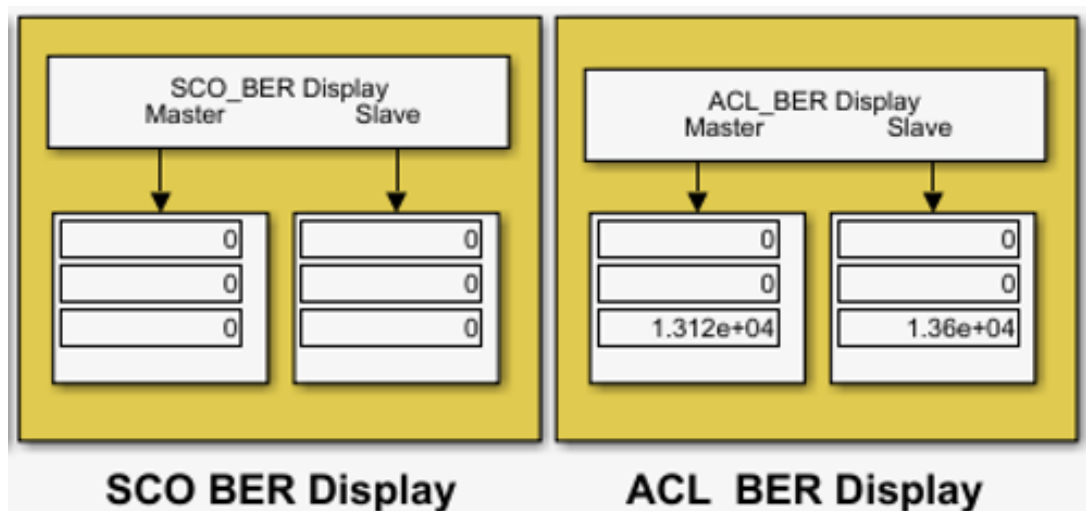 SCO_BER Display
Master Slave
0 0
0 0
0 0
SCO BER Display
ACL_BER Display
Master Slave
0 0
0 0
1.312e+04 1.36e+04
ACL BER Display